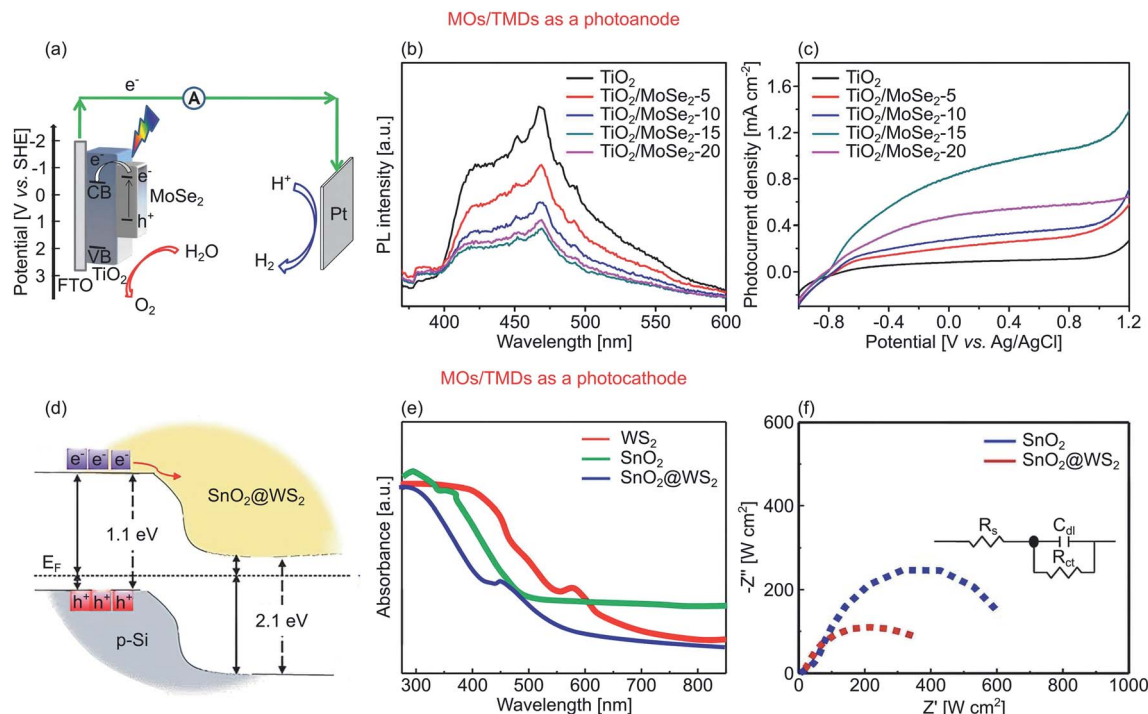 MOs/TMDs as a photoanode
(a)
e⁻
A
Potential [V vs. SHE]
-2
-1
0
1
2
3
e⁻
CB
e⁻
MoSe₂
h⁺
VB
TiO₂
FTO
H₂O
O₂
H⁺
H₂
Pt
(b)
PL intensity [a.u.]
TiO₂
TiO₂/MoSe₂-5
TiO₂/MoSe₂-10
TiO₂/MoSe₂-15
TiO₂/MoSe₂-20
400 450 500 550 600
Wavelength [nm]
(c)
Photocurrent density [mA cm⁻²]
1.6
1.2
0.8
0.4
0.0
TiO₂
TiO₂/MoSe₂-5
TiO₂/MoSe₂-10
TiO₂/MoSe₂-15
TiO₂/MoSe₂-20
-0.8 -0.4 0.0 0.4 0.8 1.2
Potential [V vs. Ag/AgCl]
MOs/TMDs as a photocathode
(d)
e⁻ e⁻ e⁻
SnO₂@WS₂
1.1 eV
E_F
h⁺ h⁺ h⁺
p-Si
2.1 eV
(e)
Absorbance [a.u.]
WS₂
SnO₂
SnO₂@WS₂
300 400 500 600 700 800
Wavelength [nm]
(f)
-Z'' [W cm²]
600
400
200
0
SnO₂
SnO₂@WS₂
R_s
C_dl
R_ct
0 200 400 600 800 1000
Z' [W cm²]